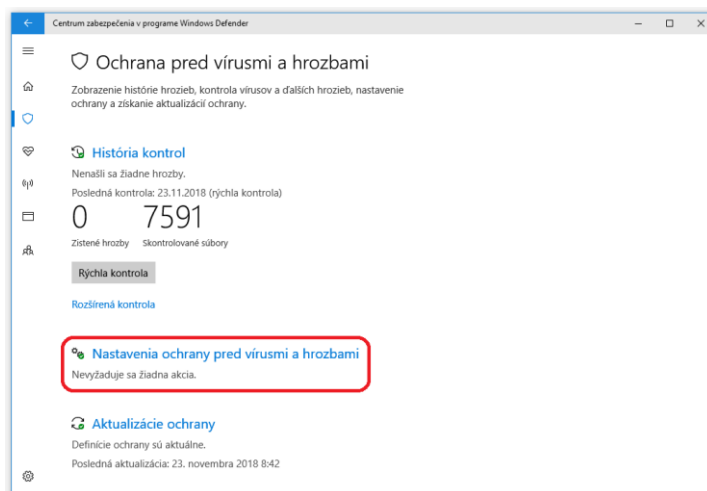 Centrum zabezpečenia v programe Windows Defender
Ochrana pred vírusmi a hrozbami
Zobrazenie histórie hrozieb, kontrola vírusov a ďalších hrozieb, nastavenie
ochrany a získanie aktualizácií ochrany.
História kontrol
Nenašli sa žiadne hrozby.
Posledná kontrola: 23.11.2018 (rýchla kontrola)
0 7591
Zistené hrozby Skontrolované súbory
Rýchla kontrola
Rozšírená kontrola
Nastavenia ochrany pred vírusmi a hrozbami
Nevyžaduje sa žiadna akcia.
Aktualizácie ochrany
Definície ochrany sú aktuálne.
Posledná aktualizácia: 23. novembra 2018 8:42